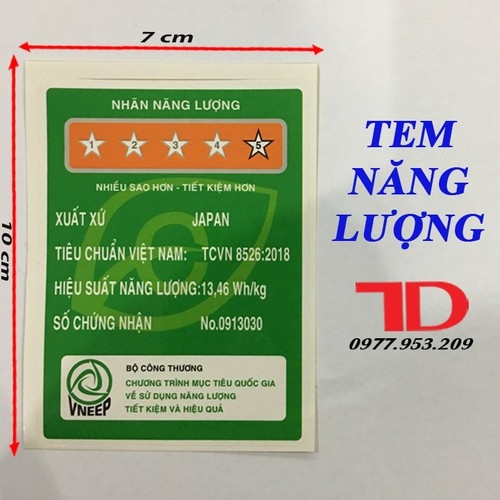 7 cm
10 cm
NHÃN NĂNG LƯỢNG
1 2 3 4 5
NHIỀU SAO HƠN - TIẾT KIỆM HƠN
XUẤT XỨ JAPAN
TIÊU CHUẨN VIỆT NAM: TCVN 8526:2018
HIỆU SUẤT NĂNG LƯỢNG:13,46 Wh/kg
SỐ CHỨNG NHẬN No.0913030
VNEEP
BỘ CÔNG THƯƠNG
CHƯƠNG TRÌNH MỤC TIÊU QUỐC GIA
VỀ SỬ DỤNG NĂNG LƯỢNG
TIẾT KIỆM VÀ HIỆU QUẢ
TEM
NĂNG
LƯỢNG
TD
0977.953.209